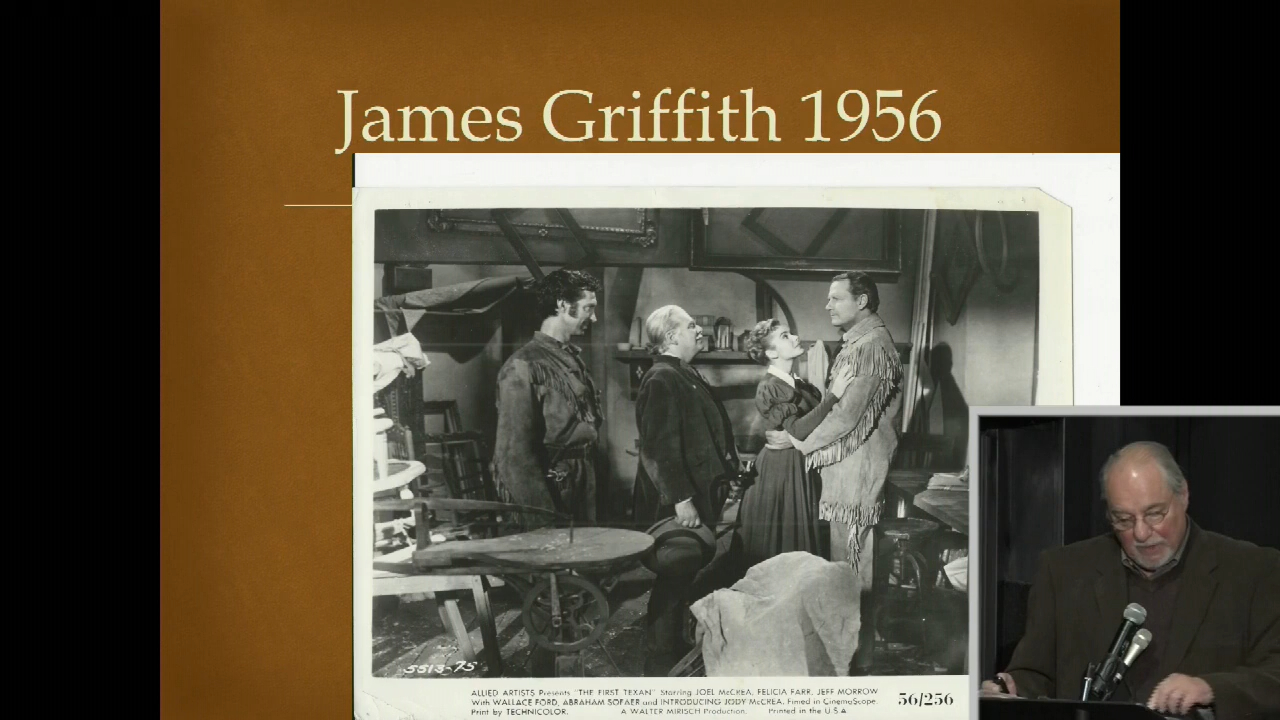 James Griffith 1956
5513-75
ALLIED ARTISTS Presents "THE FIRST TEXAN" Starring JOEL McCREA, FELICIA FARR, JEFF MORROW
With WALLACE FORD, ABRAHAM SOFAER and INTRODUCING JODY McCREA. Filmed in CinemaScope.
Print by TECHNICOLOR. A WALTER MIRISCH Production. Printed in the U.S.A.
56/256